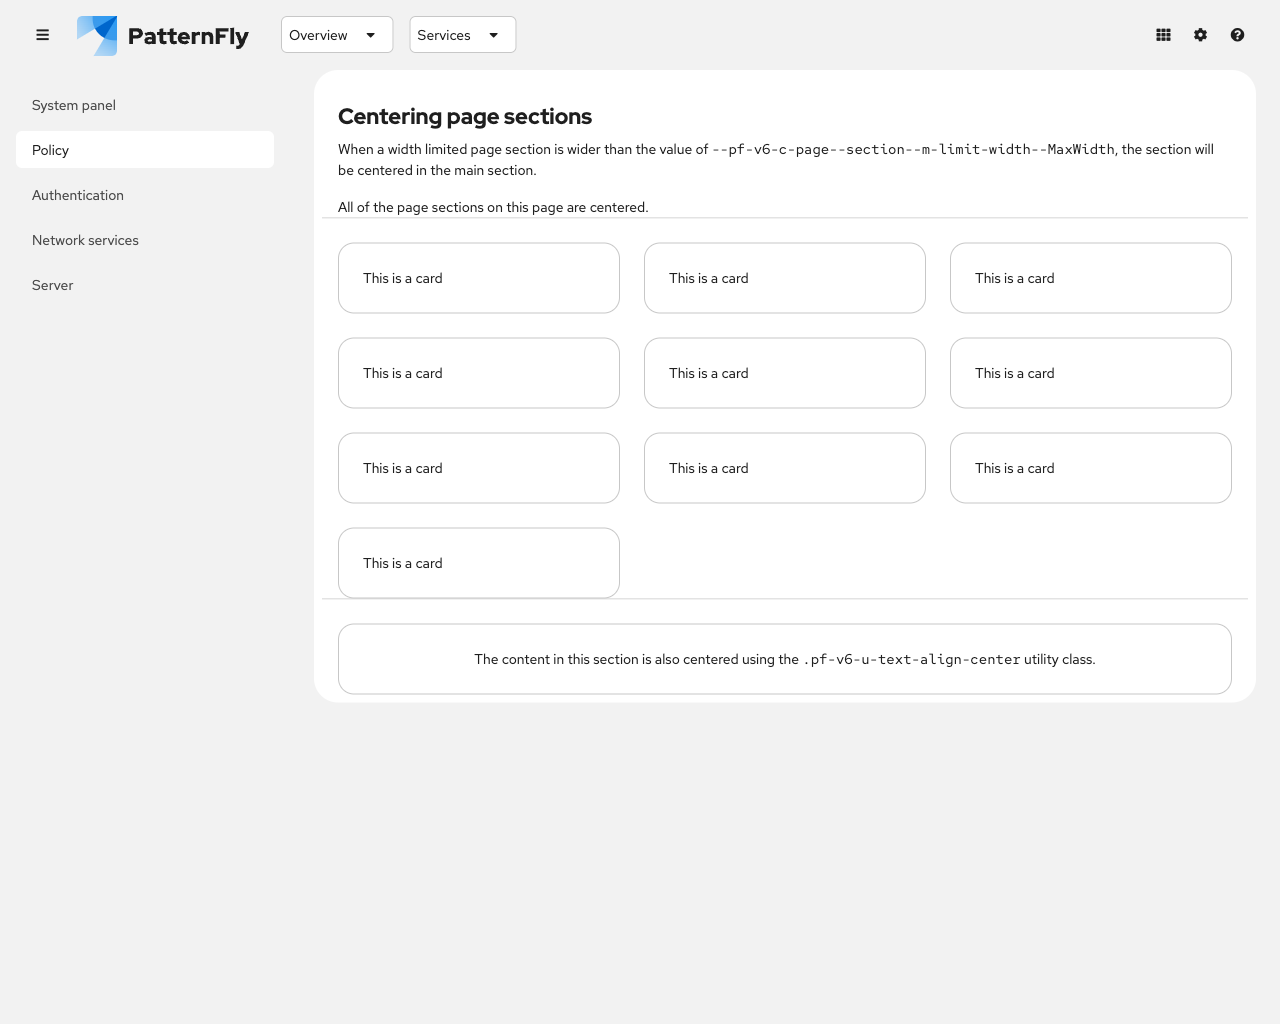 PatternFly
Overview
Services
System panel
Policy
Authentication
Network services
Server
Centering page sections
When a width limited page section is wider than the value of --pf-v6-c-page--section--m-limit-width--MaxWidth, the section will
be centered in the main section.
All of the page sections on this page are centered.
This is a card
This is a card
This is a card
This is a card
This is a card
This is a card
This is a card
This is a card
This is a card
This is a card
The content in this section is also centered using the .pf-v6-u-text-align-center utility class.